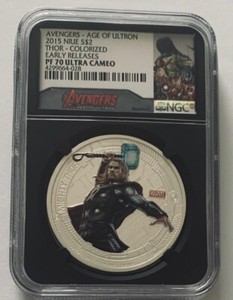 AVENGERS - AGE OF ULTRON
2015 NIUE S$2
THOR - COLORIZED
EARLY RELEASES
PF 70 ULTRA CAMEO
4299664-028
AVENGERS
NGC